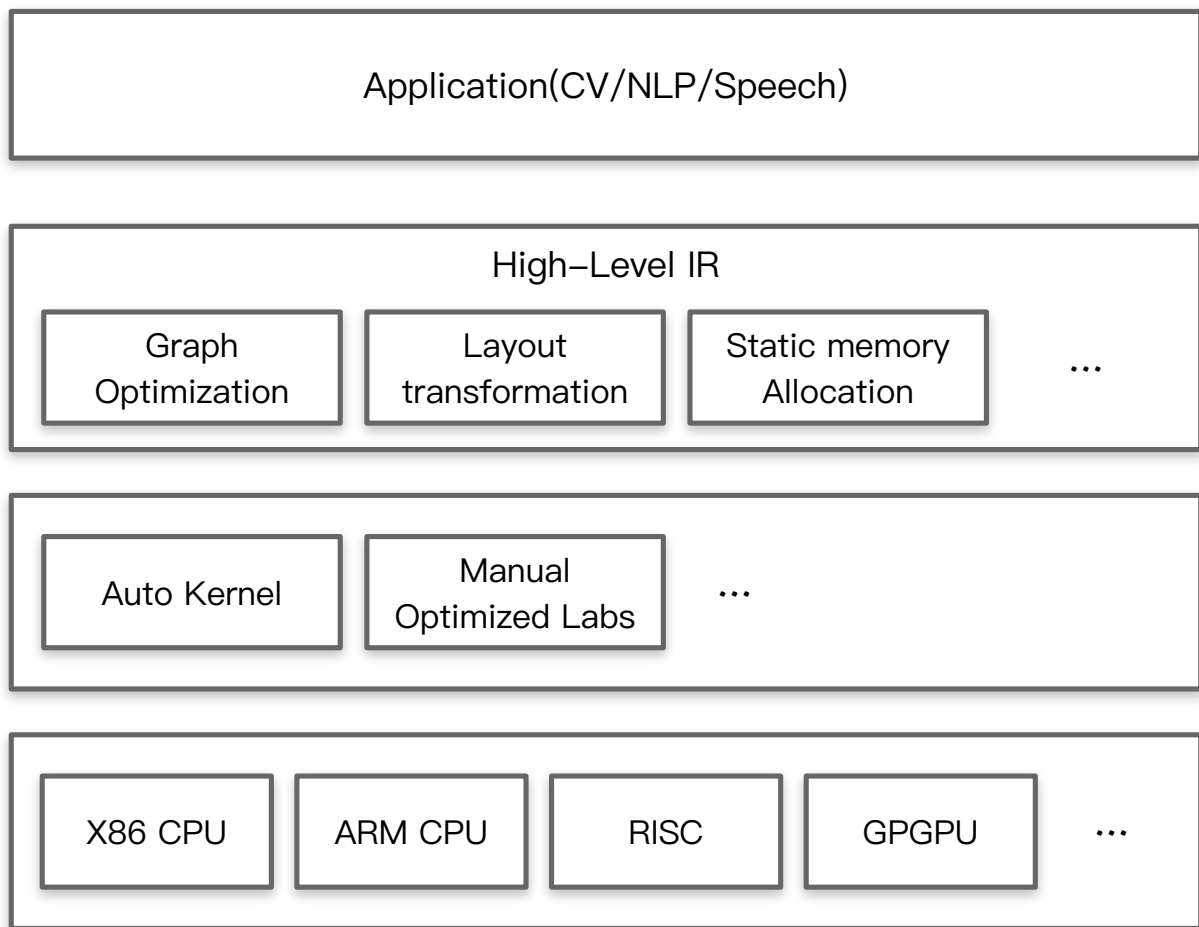 Application(CV/NLP/Speech)
High-Level IR
Graph
Optimization
Layout
transformation
Static memory
Allocation
...
Auto Kernel
Manual
Optimized Labs
...
X86 CPU
ARM CPU
RISC
GPGPU
...